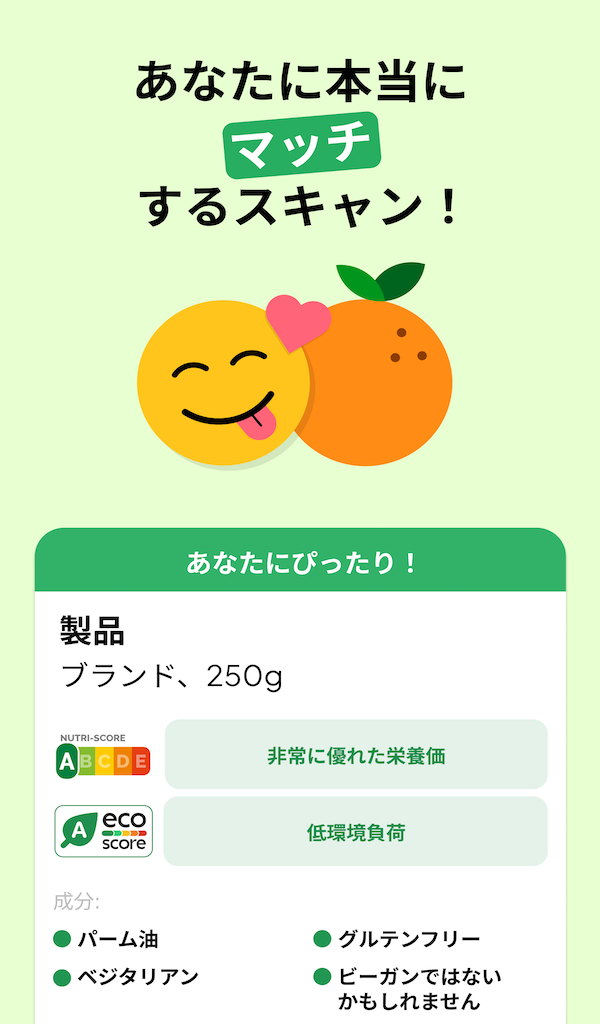 あなたに本当に
マッチ
するスキャン！
あなたにぴったり！
製品
ブランド、250g
NUTRI-SCORE
A B C D E
非常に優れた栄養価
A eco
score
低環境負荷
成分:
パーム油
グルテンフリー
ベジタリアン
ビーガンではない
かもしれません